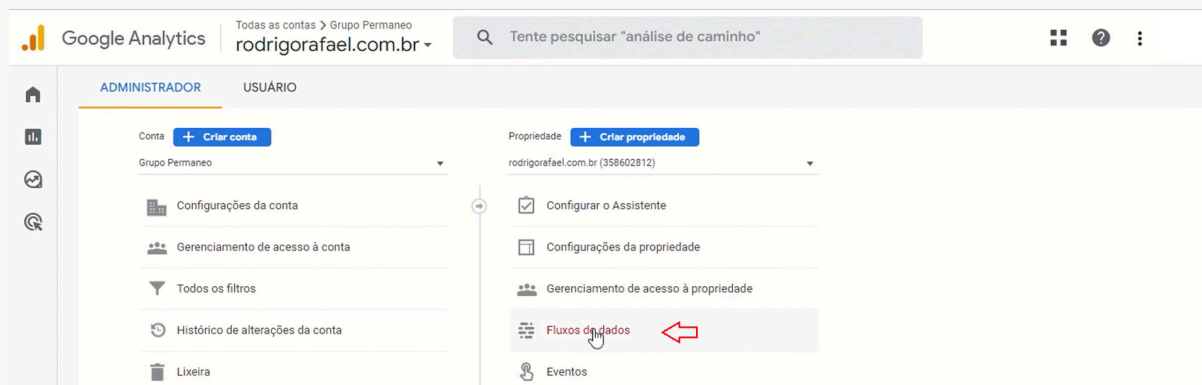 Google Analytics
Todas as contas > Grupo Permaneo
rodrigorafael.com.br
Tente pesquisar "análise de caminho"
ADMINISTRADOR
USUÁRIO
Conta
+ Criar conta
Grupo Permaneo
Configurações da conta
Gerenciamento de acesso à conta
Todos os filtros
Histórico de alterações da conta
Lixeira
Propriedade
+ Criar propriedade
rodrigorafael.com.br (358602812)
Configurar o Assistente
Configurações da propriedade
Gerenciamento de acesso à propriedade
Fluxos de dados
Eventos